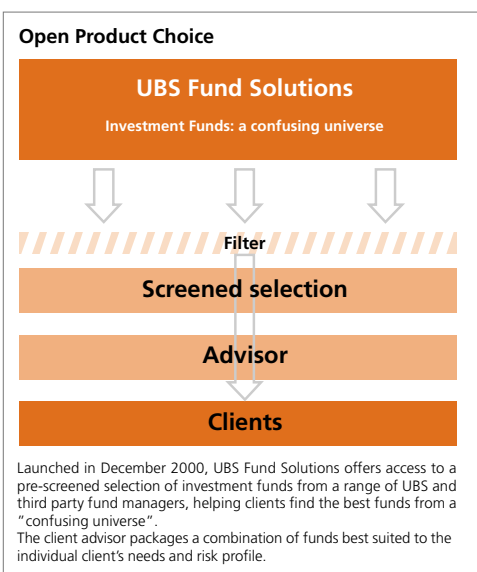 Open Product Choice
UBS Fund Solutions
Investment Funds: a confusing universe
Filter
Screened selection
Advisor
Clients
Launched in December 2000, UBS Fund Solutions offers access to a
pre-screened selection of investment funds from a range of UBS and
third party fund managers, helping clients find the best funds from a
"confusing universe".
The client advisor packages a combination of funds best suited to the
individual client's needs and risk profile.